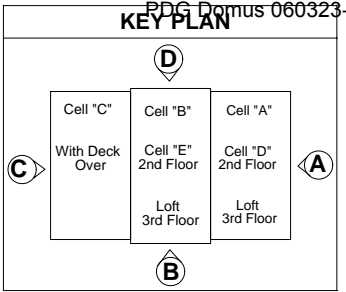 PDG Domus 060323-
KEY PLAN
D
Cell "C"
Cell "B"
Cell "A"
With Deck
Over
Cell "E"
2nd Floor
Cell "D"
2nd Floor
C
A
Loft
3rd Floor
Loft
3rd Floor
B